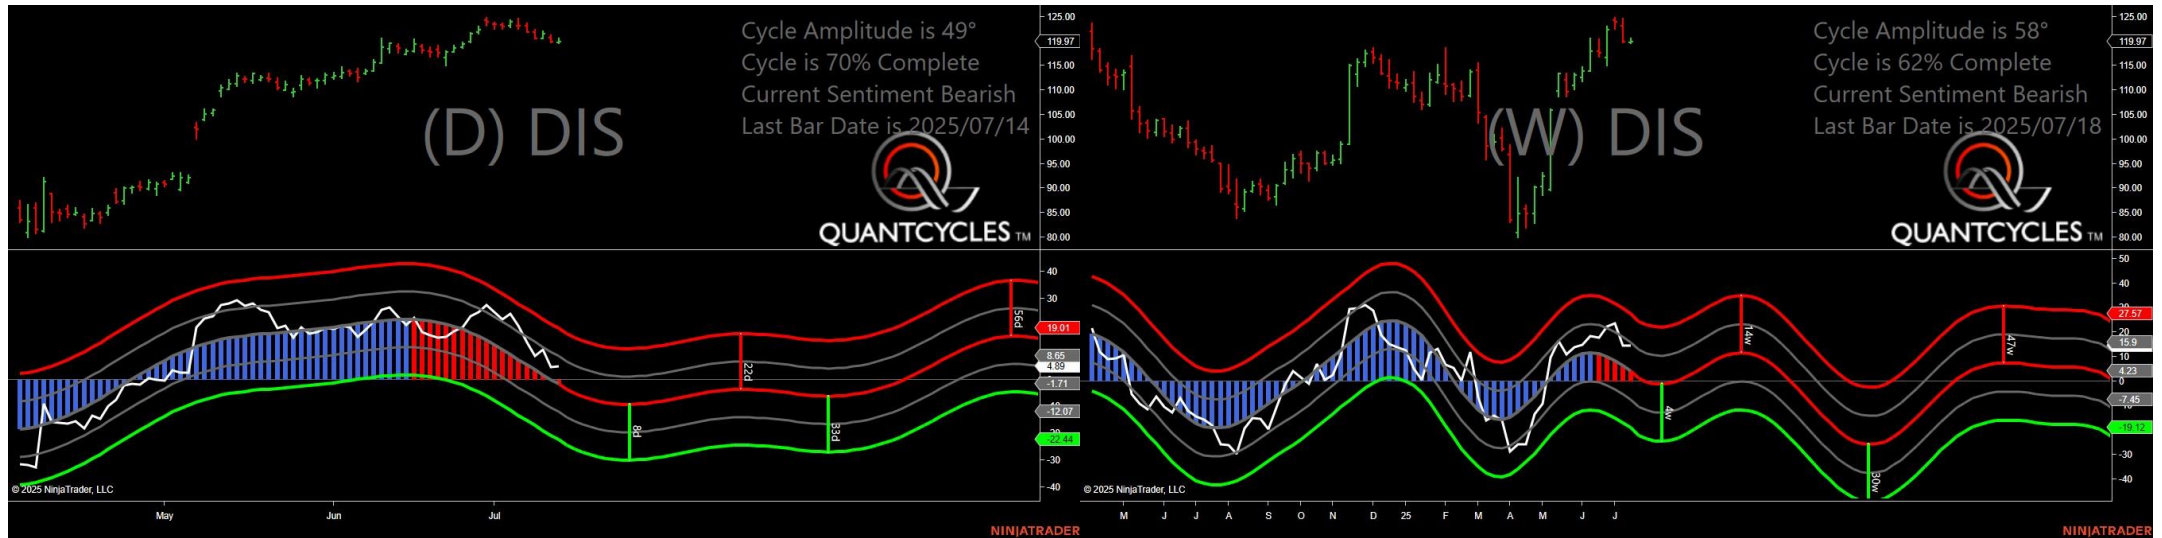 Cycle Amplitude is 49°
Cycle is 70% Complete
Current Sentiment Bearish
Last Bar Date is 2025/07/14
(D) DIS
QUANTCYCLES TM
125.00
119.97
115.00
110.00
105.00
100.00
95.00
90.00
85.00
80.00
40
30
19.01
8.65
4.89
-1.71
-12.07
-22.44
-30
-40
8d
22d
33d
56d
© 2025 NinjaTrader, LLC
May
Jun
Jul
NINJATRADER
Cycle Amplitude is 58°
Cycle is 62% Complete
Current Sentiment Bearish
Last Bar Date is 2025/07/18
(W) DIS
QUANTCYCLES TM
125.00
119.97
115.00
110.00
105.00
100.00
95.00
90.00
85.00
80.00
50
40
27.57
20
15.9
10
4.23
0
-7.45
-19.12
-30
-40
4w
14w
30w
47w
© 2025 NinjaTrader, LLC
M J J A S O N D 25 F M A M J J
NINJATRADER